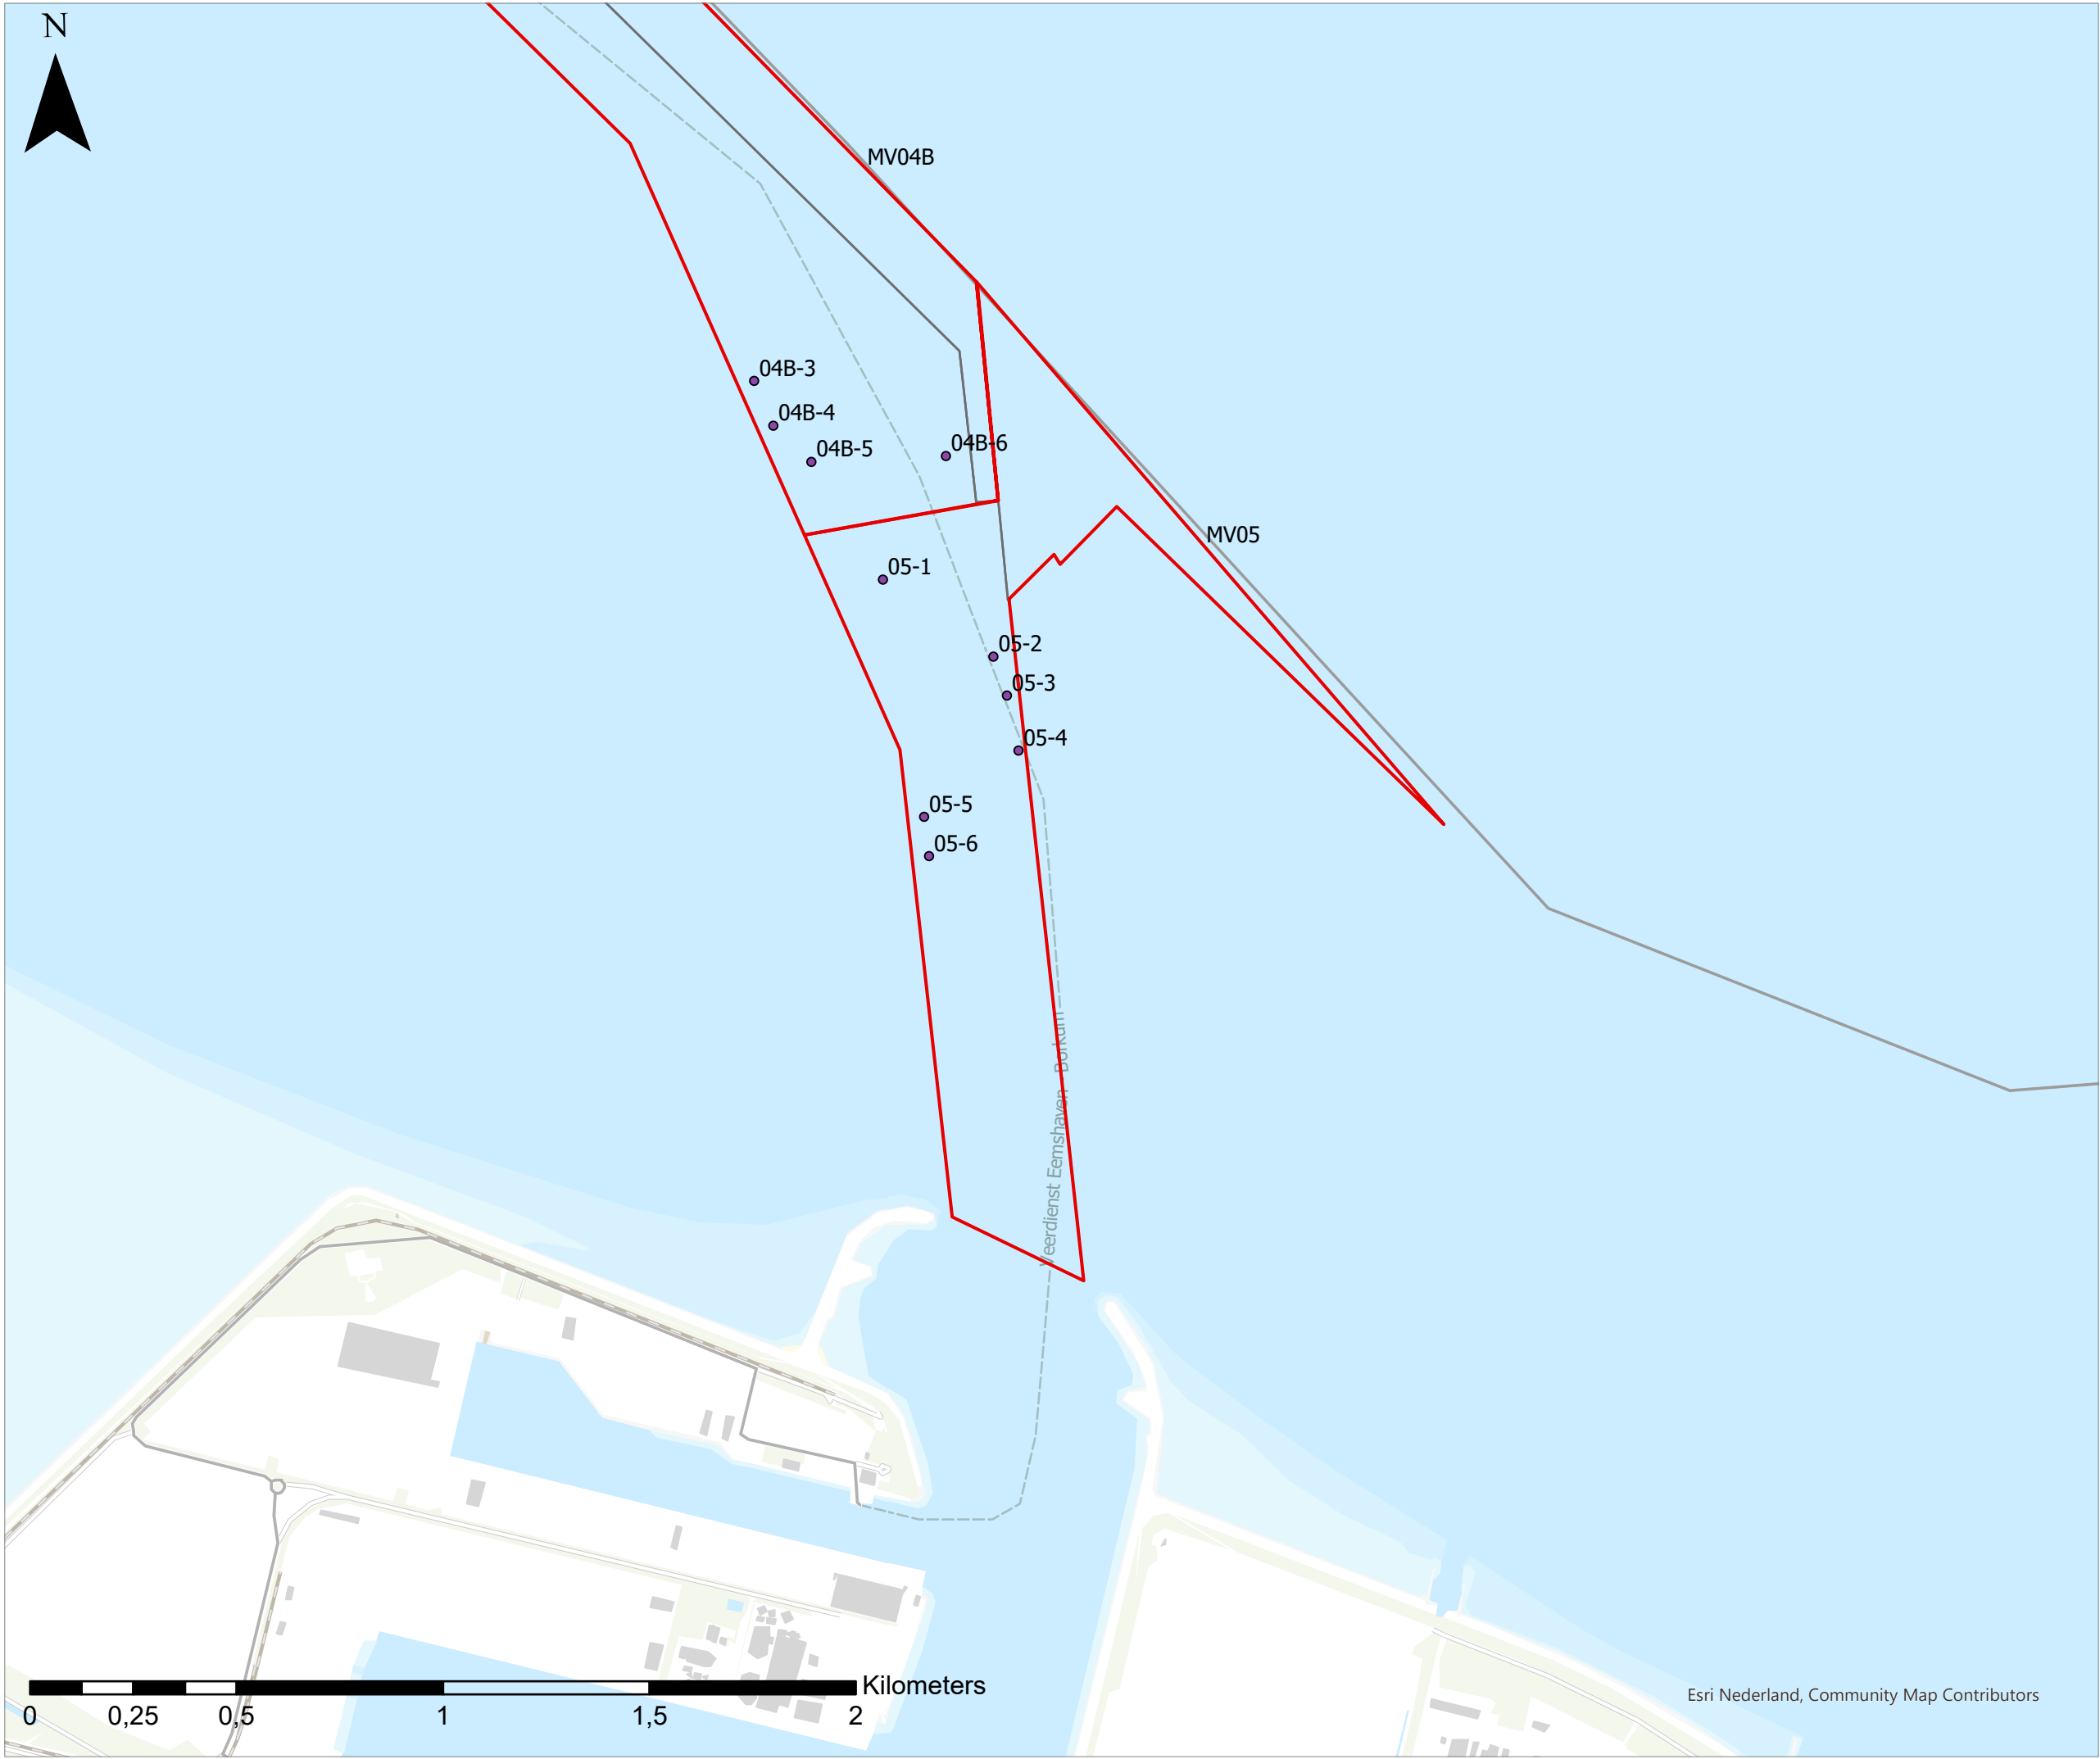 N
MV04B
04B-3
04B-4
04B-5
04B-6
MV05
05-1
05-2
05-3
05-4
05-5
05-6
Veerdienst Eemshaven - Borkum
Kilometers
0 0,25 0,5 1 1,5 2
Esri Nederland, Community Map Contributors